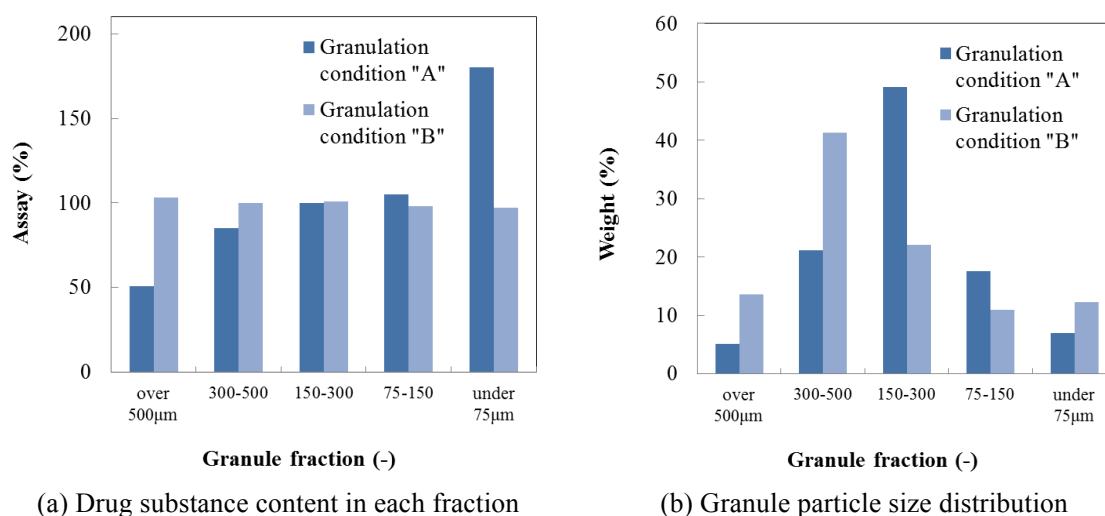 200
150
100
50
0
Assay (%)
Granulation
condition "A"
Granulation
condition "B"
over
500μm
300-500
150-300
75-150
under
75μm
Granule fraction (-)
(a) Drug substance content in each fraction
60
50
40
30
20
10
0
Weight (%)
Granulation
condition "A"
Granulation
condition "B"
over
500μm
300-500
150-300
75-150
under
75μm
Granule fraction (-)
(b) Granule particle size distribution